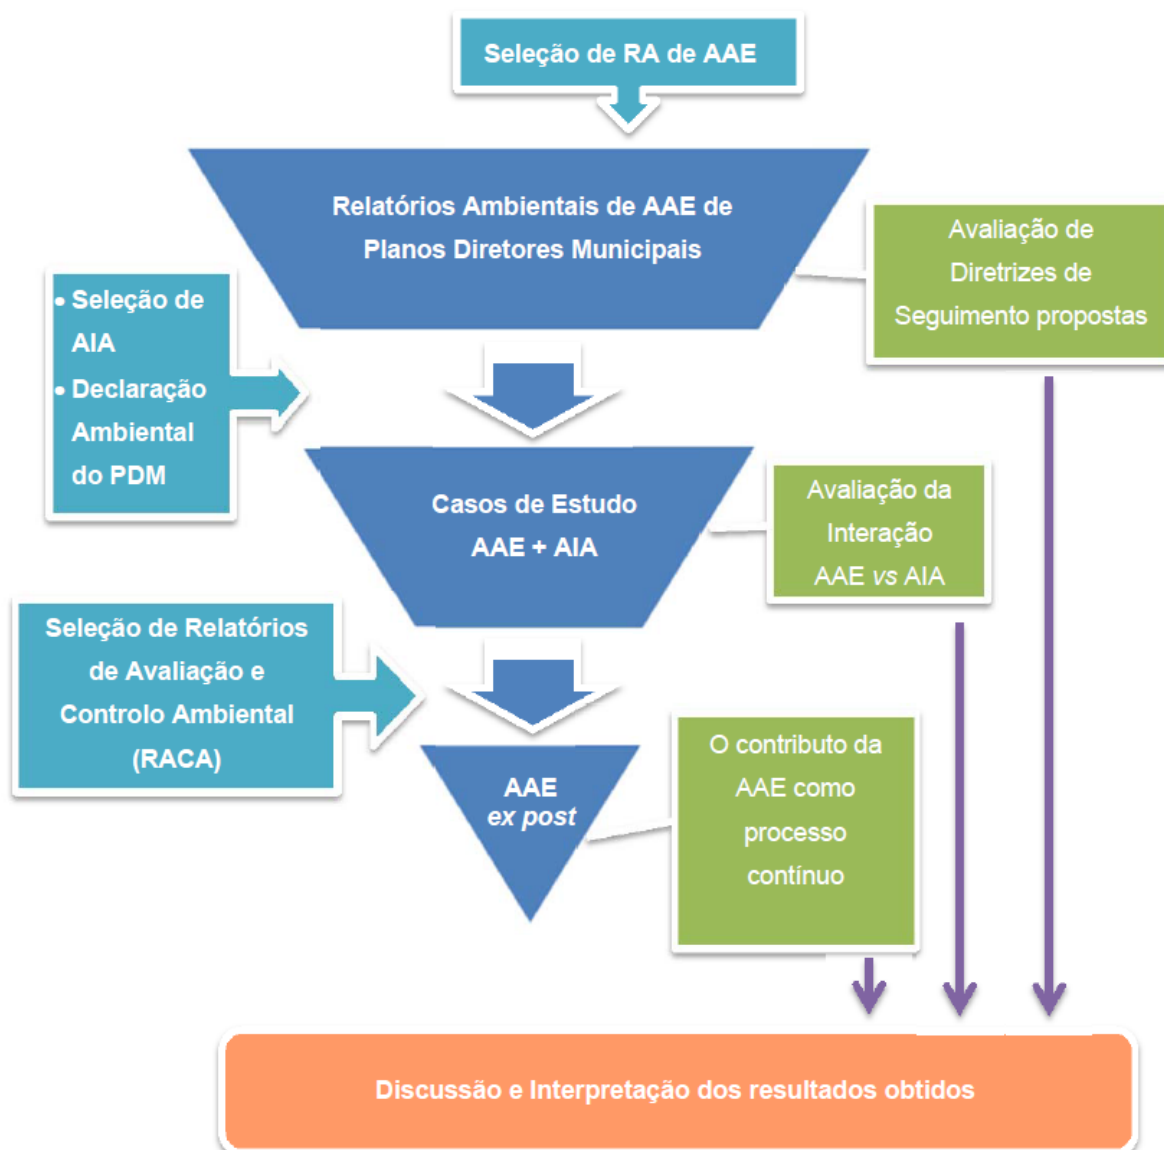 Seleção de RA de AAE
Relatórios Ambientais de AAE de
Planos Diretores Municipais
Avaliação de
Diretrizes de
Seguimento propostas
• Seleção de
AIA
• Declaração
Ambiental
do PDM
Casos de Estudo
AAE + AIA
Avaliação da
Interação
AAE vs AIA
Seleção de Relatórios
de Avaliação e
Controlo Ambiental
(RACA)
AAE
ex post
O contributo da
AAE como
processo
contínuo
Discussão e Interpretação dos resultados obtidos